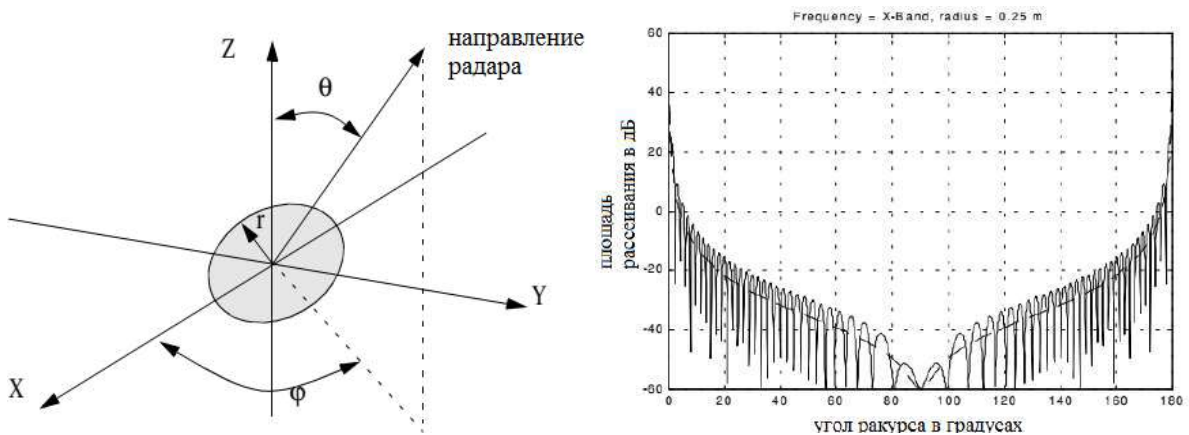 Z
θ
направление
радара
r
Y
X
φ
Frequency = X-Band, radius = 0.25 m
площадь
рассеивания в дБ
60
40
20
0
-20
-40
-60
0 20 40 60 80 100 120 140 160 180
угол ракурса в градусах